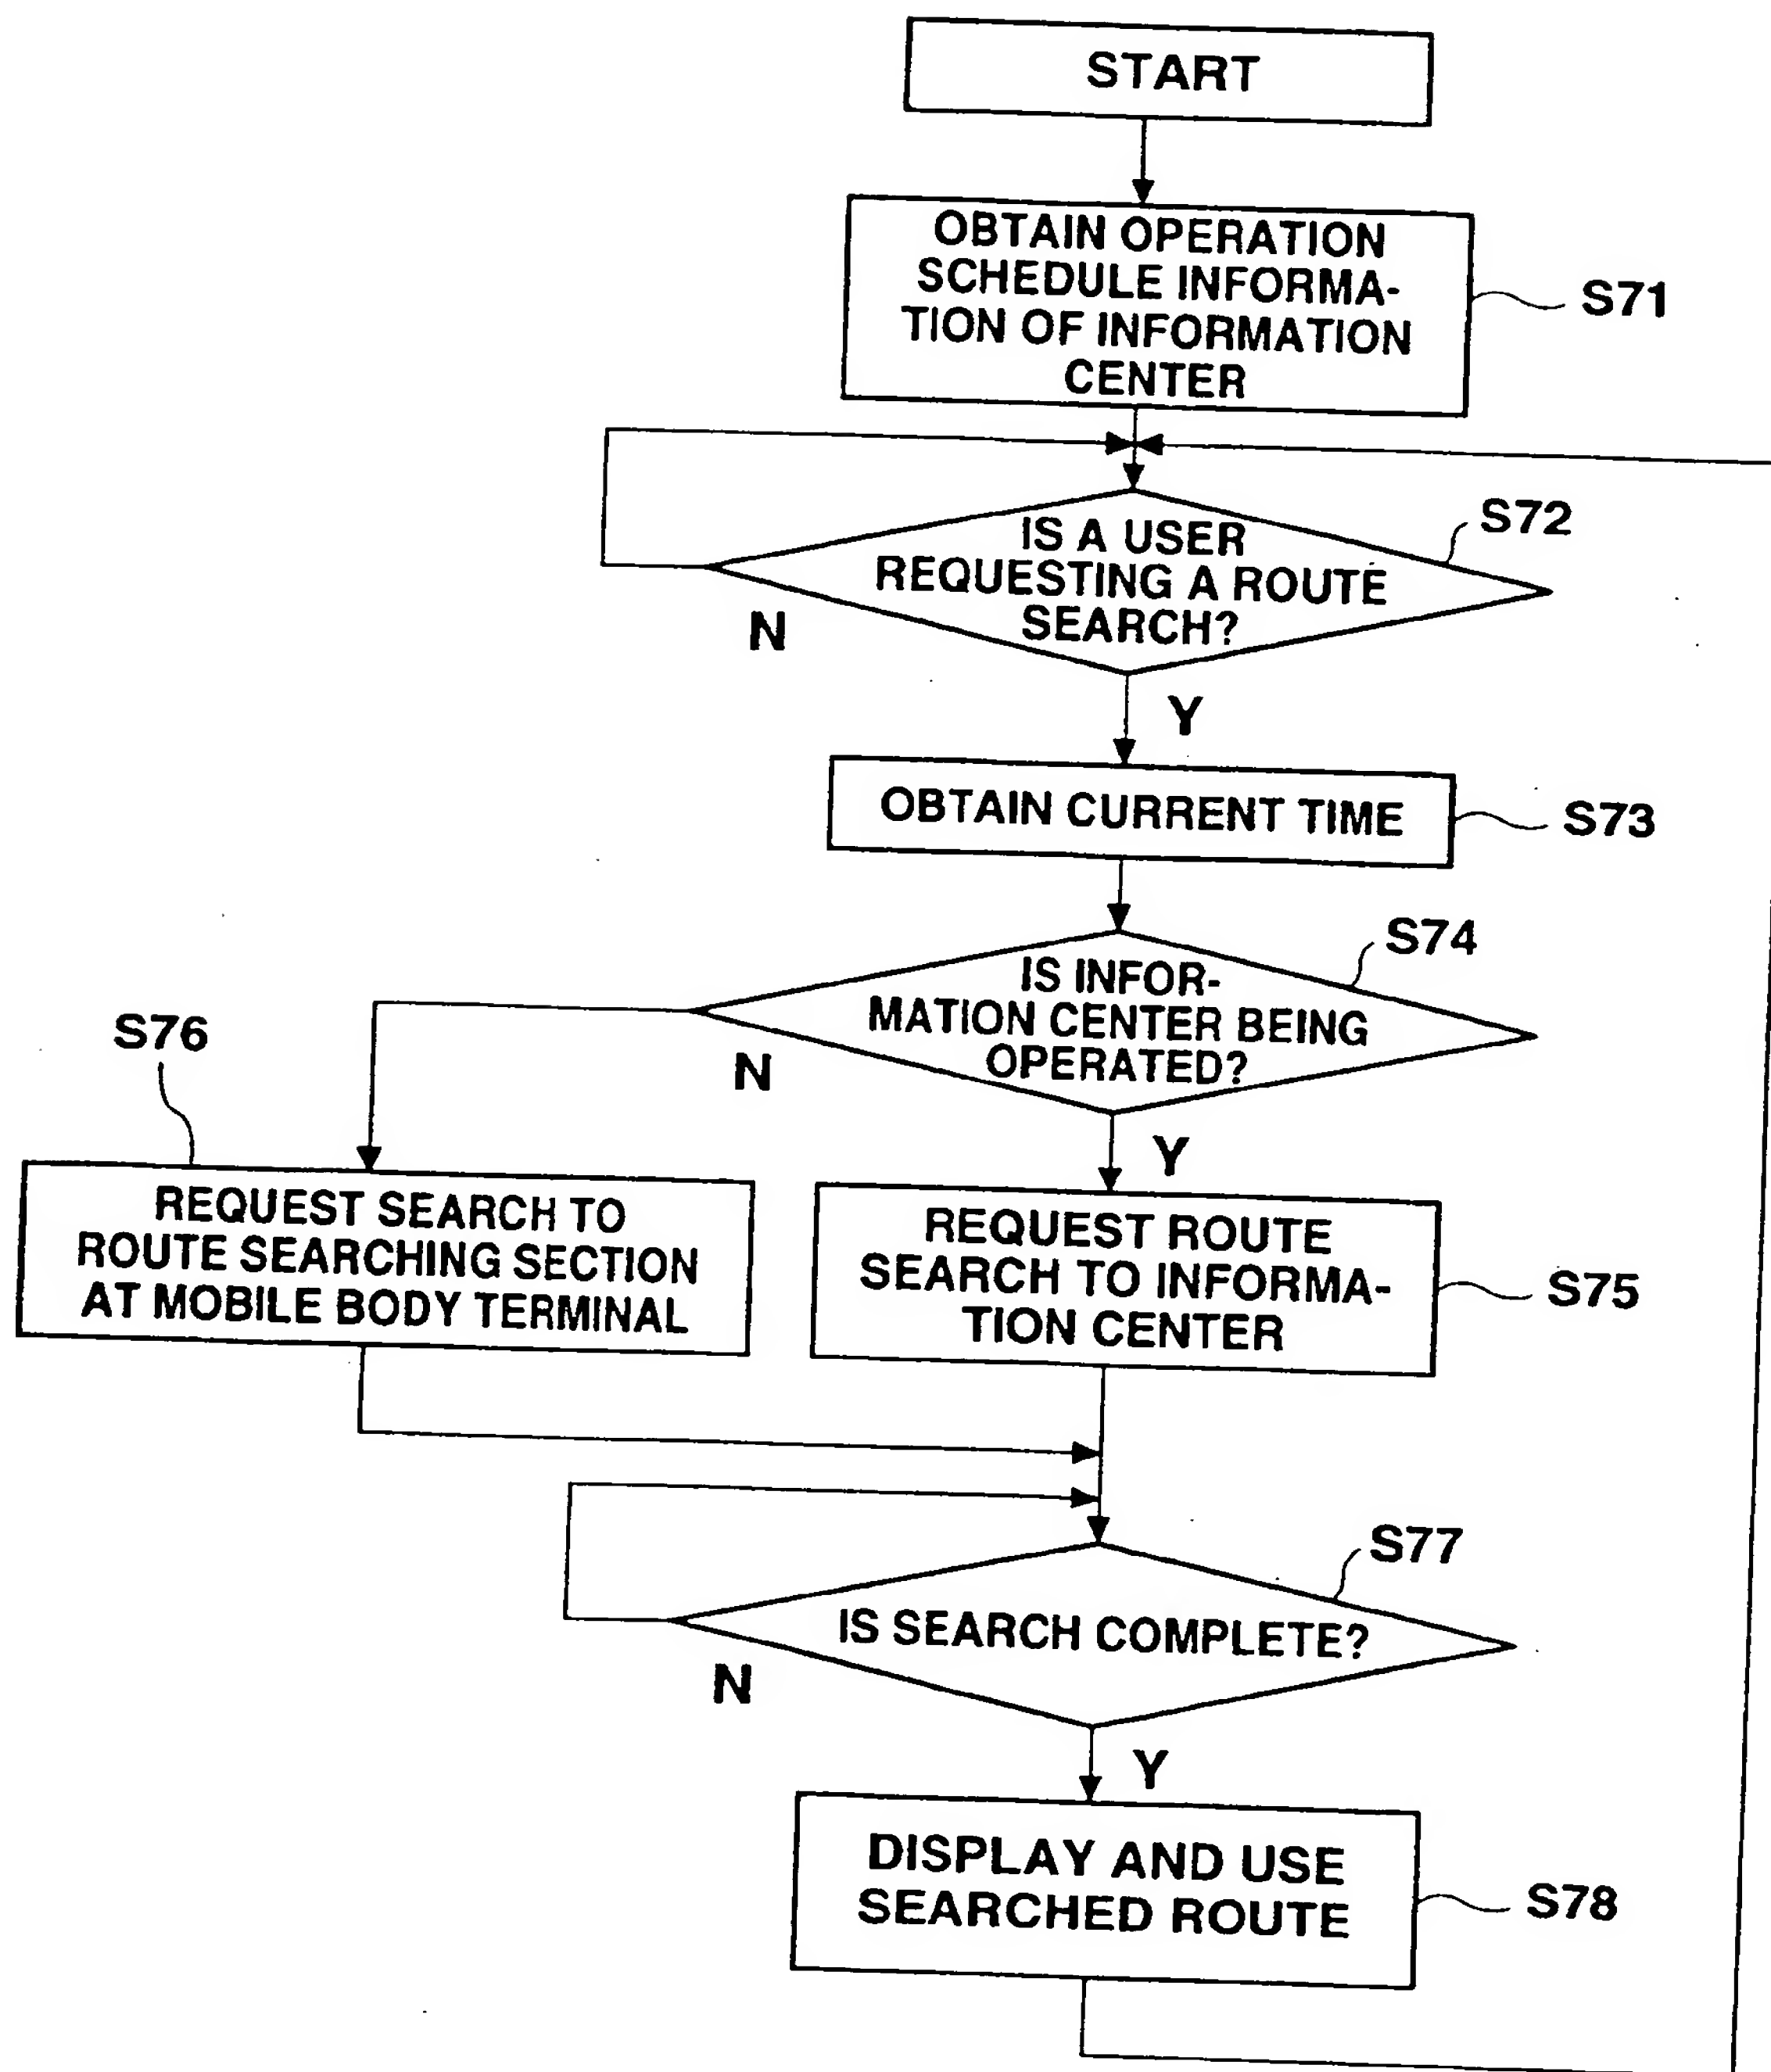 START
OBTAIN OPERATION
SCHEDULE INFORMA-
TION OF INFORMATION
CENTER
S71
IS A USER
REQUESTING A ROUTE
SEARCH?
S72
N
Y
OBTAIN CURRENT TIME
S73
IS INFOR-
MATION CENTER BEING
OPERATED?
S74
N
Y
S76
REQUEST SEARCH TO
ROUTE SEARCHING SECTION
AT MOBILE BODY TERMINAL
REQUEST ROUTE
SEARCH TO INFORMA-
TION CENTER
S75
IS SEARCH COMPLETE?
S77
N
Y
DISPLAY AND USE
SEARCHED ROUTE
S78